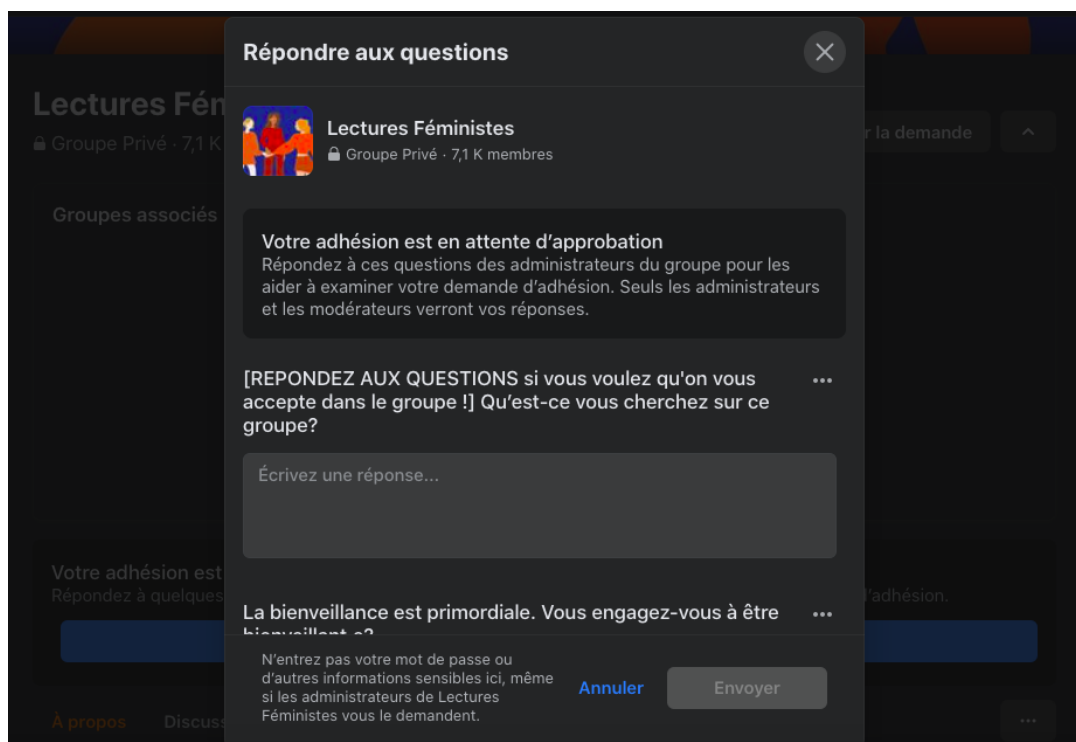 Répondre aux questions
Lectures Fém
Groupe Privé · 7,1 K
r la demande
Lectures Féministes
Groupe Privé · 7,1 K membres
Groupes associés
Votre adhésion est en attente d'approbation
Répondez à ces questions des administrateurs du groupe pour les
aider à examiner votre demande d'adhésion. Seuls les administrateurs
et les modérateurs verront vos réponses.
[REPONDEZ AUX QUESTIONS si vous voulez qu'on vous
accepte dans le groupe !] Qu'est-ce vous cherchez sur ce
groupe?
Écrivez une réponse...
Votre adhésion est
Répondez à quelques
l'adhésion.
La bienveillance est primordiale. Vous engagez-vous à être
bienveillant·e?
N'entrez pas votre mot de passe ou
d'autres informations sensibles ici, même
si les administrateurs de Lectures
Féministes vous le demandent.
Annuler
Envoyer
À propos
Discuss